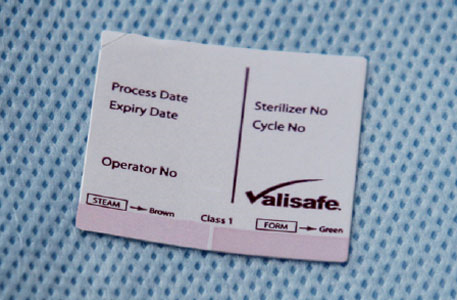 Process Date
Expiry Date
Operator No
Sterilizer No
Cycle No
Valisafe
STEAM → Brown
Class 1
FORM → Green